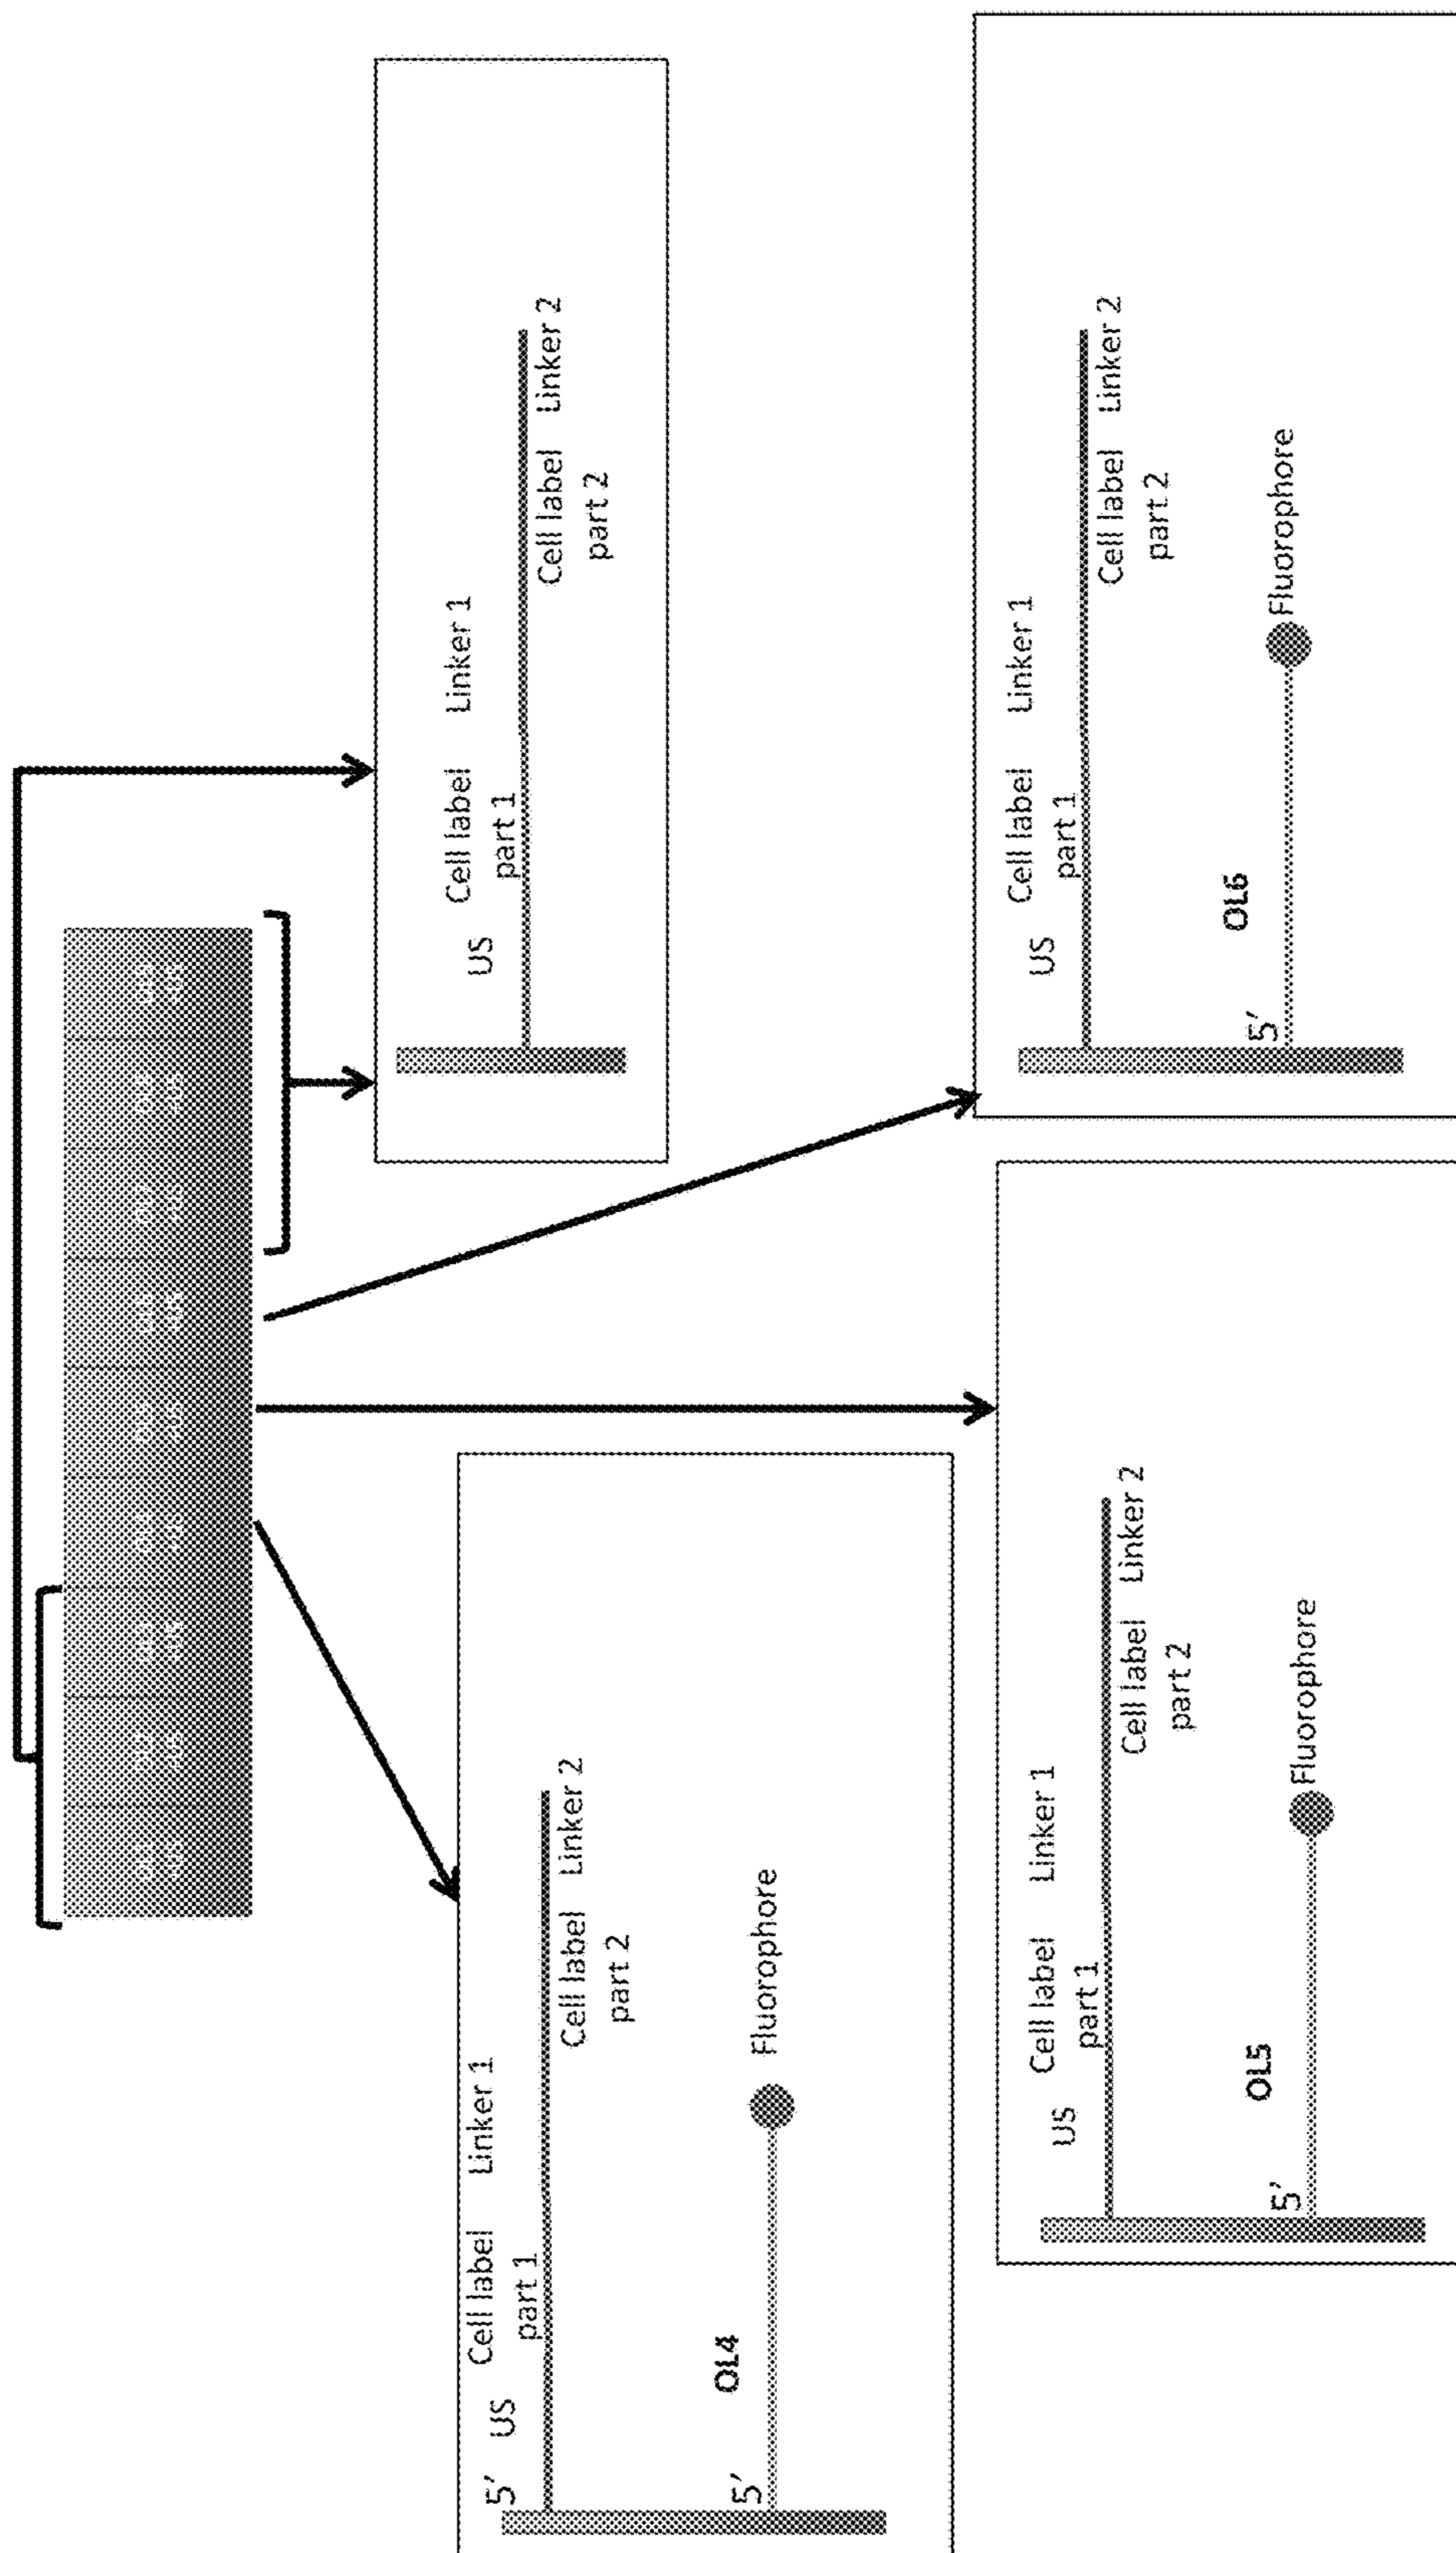 US
Cell label
part 1
Linker 1
Cell label
part 2
Linker 2
5′
US
Cell label
part 1
Linker 1
Cell label
part 2
Linker 2
5′
OL4
Fluorophore
US
Cell label
part 1
Linker 1
Cell label
part 2
Linker 2
5′
OL5
Fluorophore
US
Cell label
part 1
Linker 1
Cell label
part 2
Linker 2
5′
OL6
Fluorophore